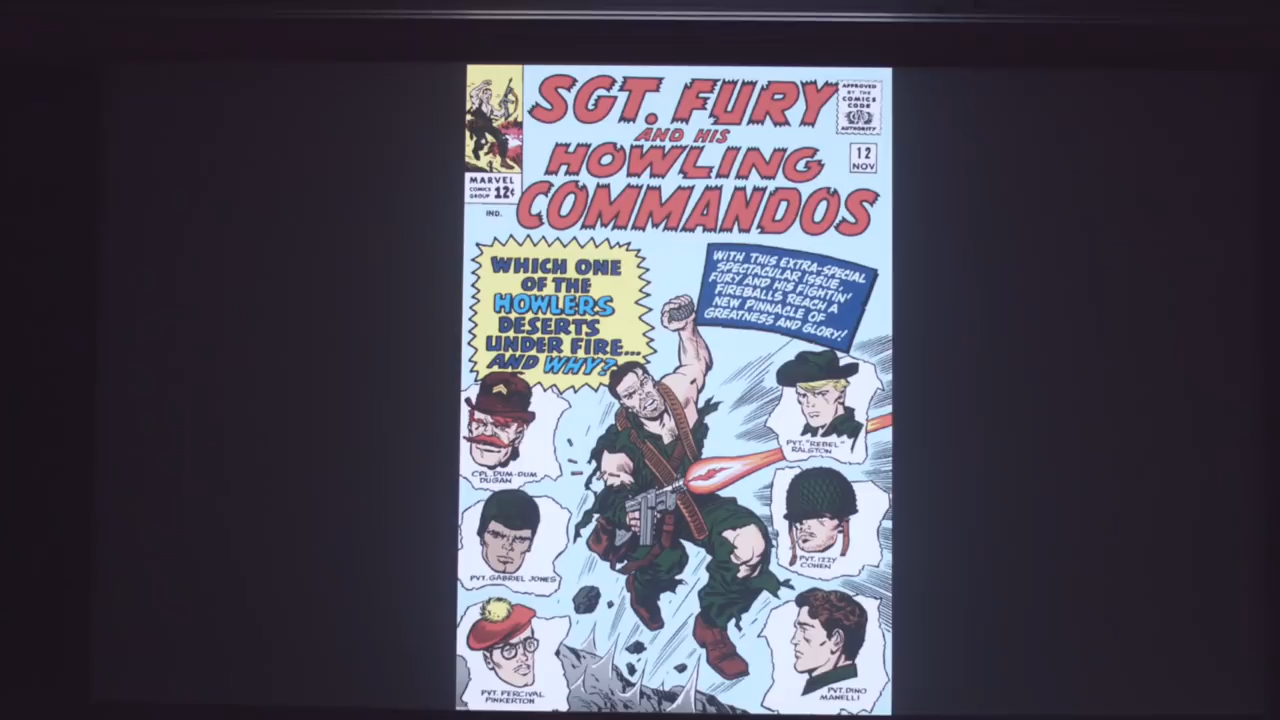 SGT. FURY
AND HIS
HOWLING
COMMANDOS
APPROVED
BY THE
COMICS
CODE
AUTHORITY
12
NOV
MARVEL
COMICS
GROUP 12¢
IND.
WHICH ONE
OF THE
HOWLERS
DESERTS
UNDER FIRE...
AND WHY?
WITH THIS EXTRA-SPECIAL
SPECTACULAR ISSUE,
FURY AND HIS FIGHTIN'
FIREBALLS REACH A
NEW PINNACLE OF
GREATNESS AND GLORY!
CPL. DUM-DUM
DUGAN
PVT. "REBEL"
RALSTON
PVT. GABRIEL JONES
PVT. IZZY
COHEN
PVT. PERCIVAL
PINKERTON
PVT. DINO
MANELLI